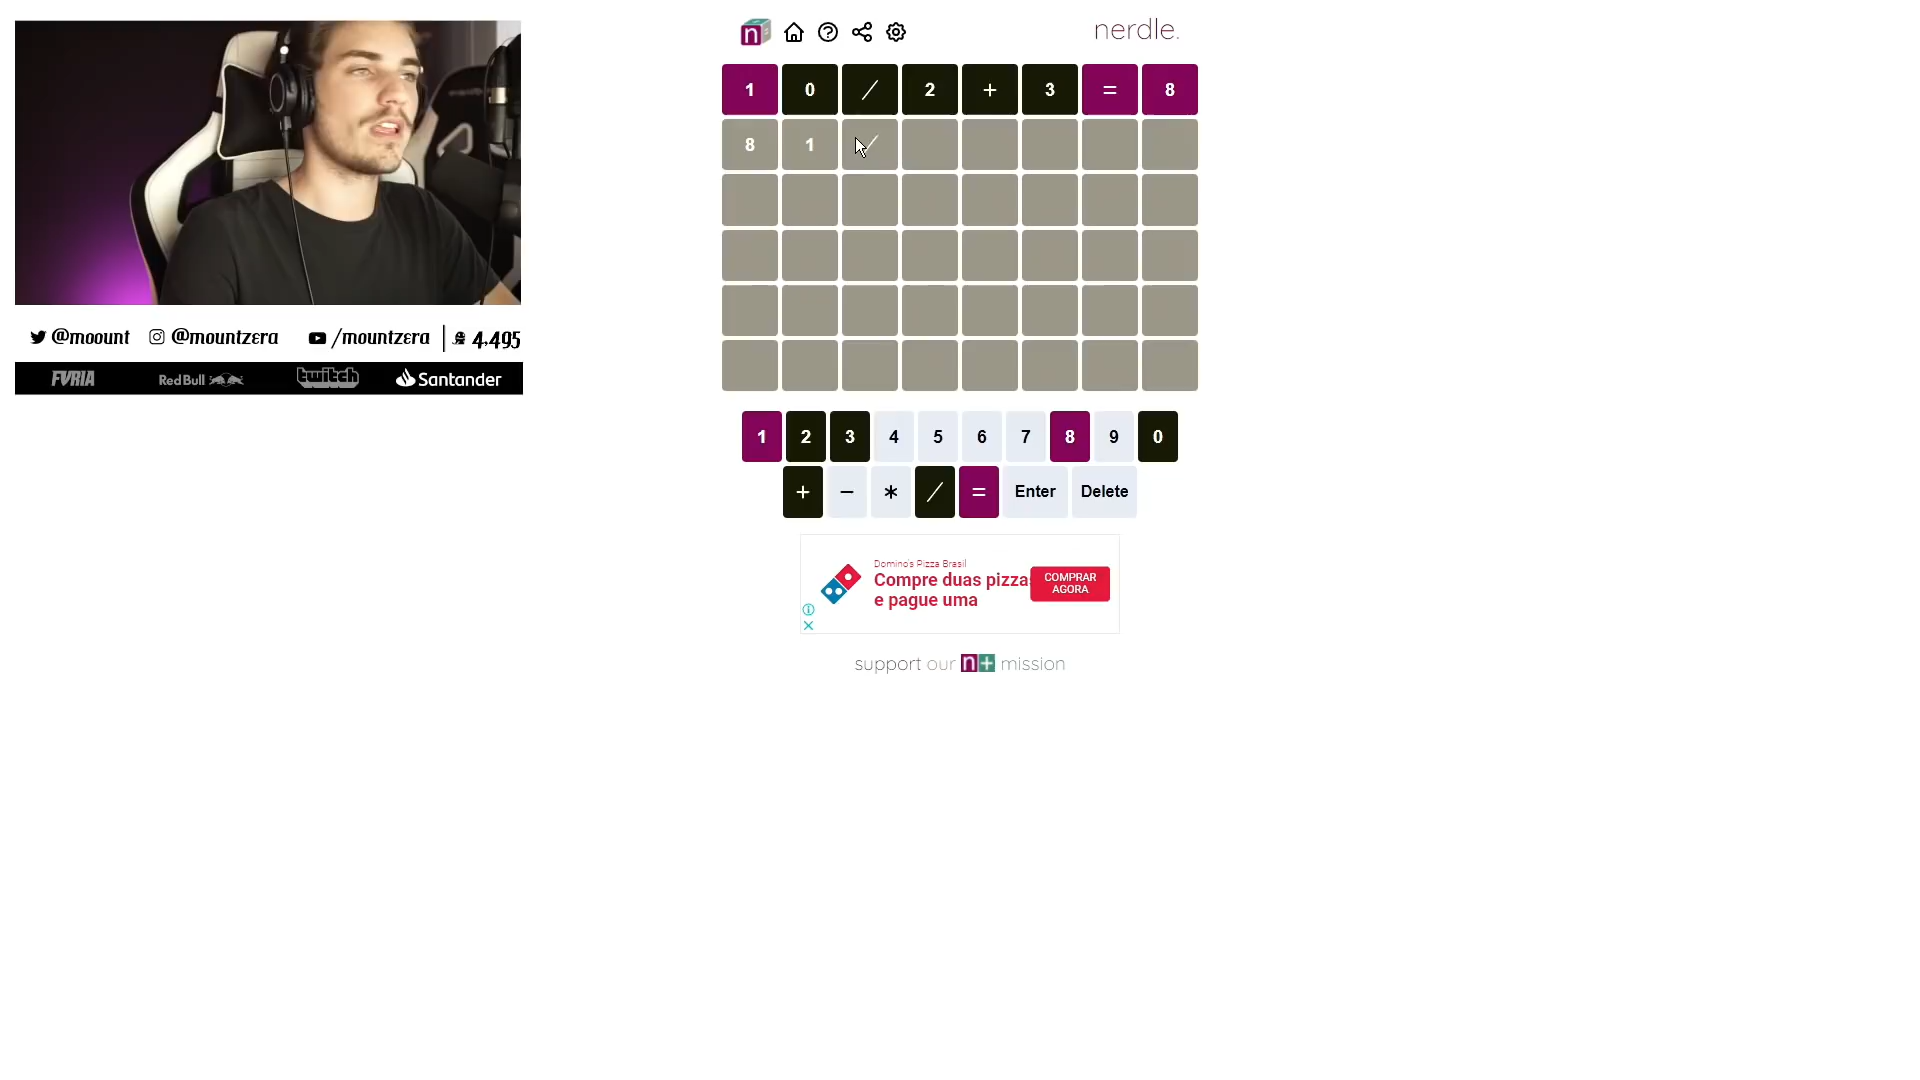 nerdle.
1 0 / 2 + 3 = 8
8 1 /
@moount @mountzera /mountzera 4.495
FURIA Red Bull twitch Santander
1 2 3 4 5 6 7 8 9 0
+ - * / = Enter Delete
Domino's Pizza Brasil
Compre duas pizzas
e pague uma
COMPRAR
AGORA
support our n+ mission